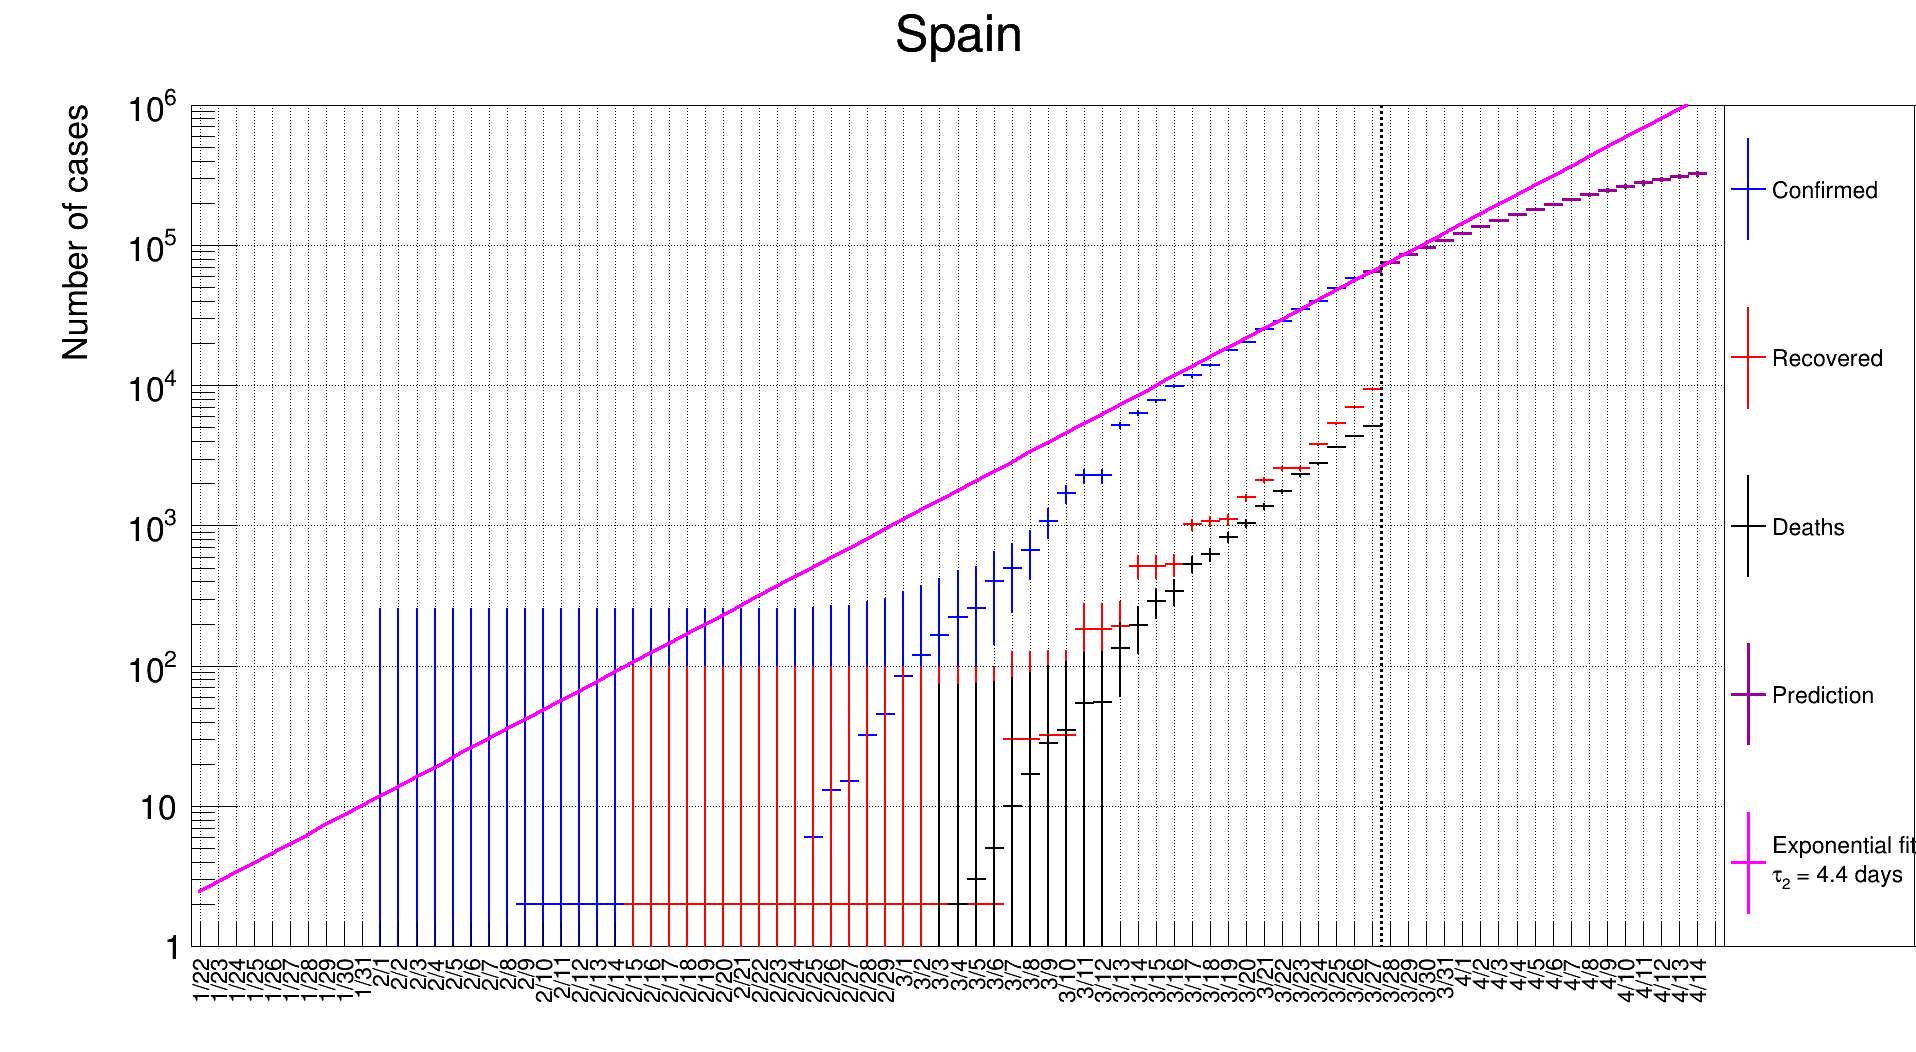 Spain
Number of cases
10^6
10^5
10^4
10^3
10^2
10
1
1/22 1/23 1/24 1/25 1/26 1/27 1/28 1/29 1/30 1/31 2/1 2/2 2/3 2/4 2/5 2/6 2/7 2/8 2/9 2/10 2/11 2/12 2/13 2/14 2/15 2/16 2/17 2/18 2/19 2/20 2/21 2/22 2/23 2/24 2/25 2/26 2/27 2/28 2/29 3/1 3/2 3/3 3/4 3/5 3/6 3/7 3/8 3/9 3/10 3/11 3/12 3/13 3/14 3/15 3/16 3/17 3/18 3/19 3/20 3/21 3/22 3/23 3/24 3/25 3/26 3/27 3/28 3/29 3/30 3/31 4/1 4/2 4/3 4/4 4/5 4/6 4/7 4/8 4/9 4/10 4/11 4/12 4/13 4/14
Confirmed
Recovered
Deaths
Prediction
Exponential fit
τ₂ = 4.4 days